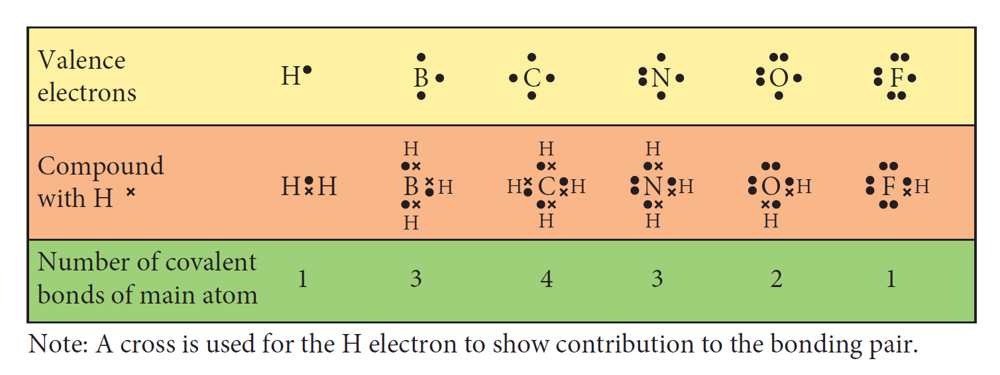 Valence
electrons
H B C N O F
H H H
Compound
with H × H H B H H C H H N H O H F H
H H H H
Number of covalent
bonds of main atom
1 3 4 3 2 1
Note: A cross is used for the H electron to show contribution to the bonding pair.